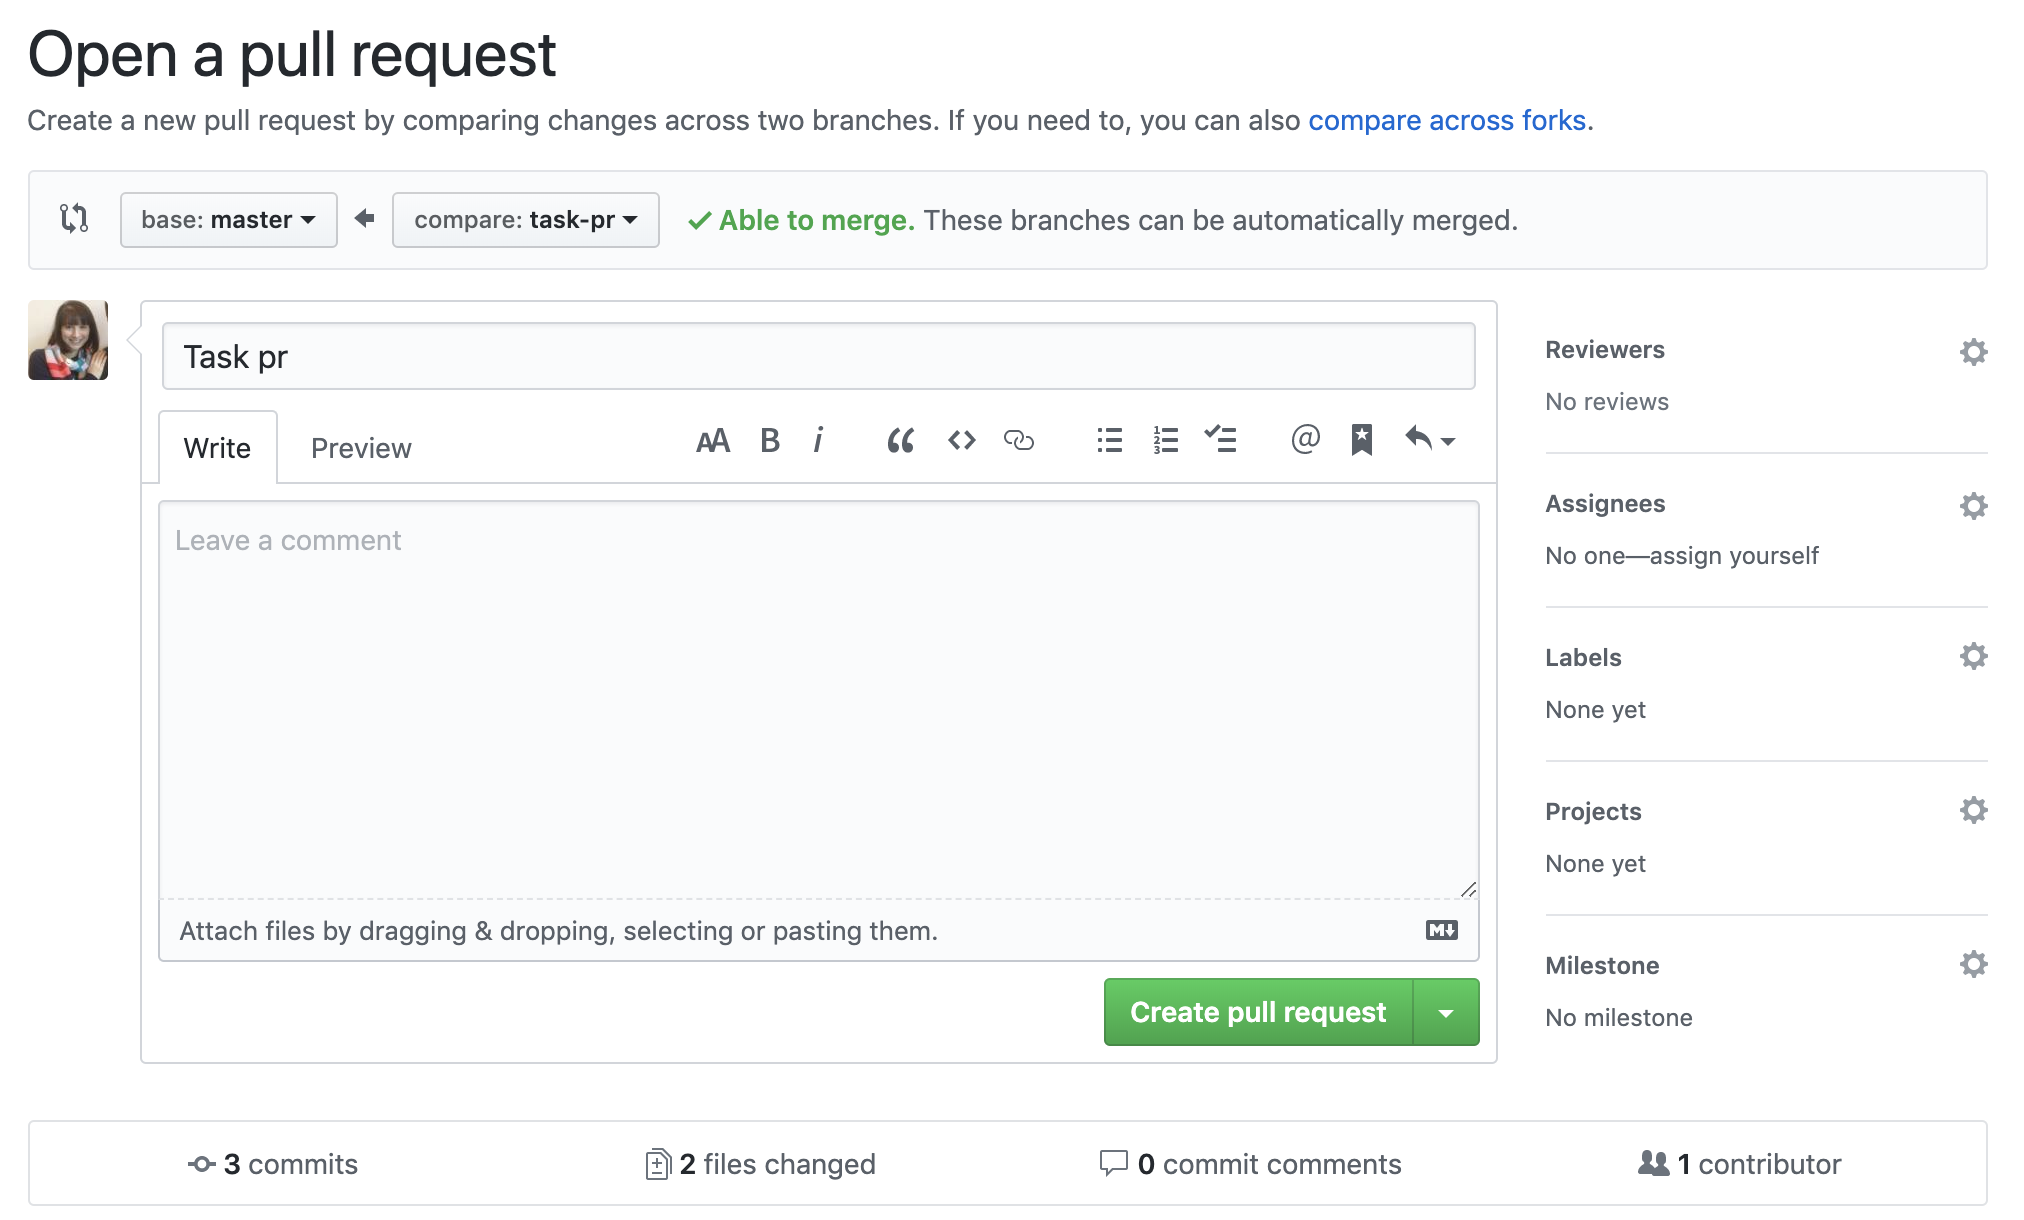 Open a pull request
Create a new pull request by comparing changes across two branches. If you need to, you can also compare across forks.
base: master compare: task-pr Able to merge. These branches can be automatically merged.
Task pr
Write Preview AA B i @
Leave a comment
Attach files by dragging & dropping, selecting or pasting them. M
Create pull request
Reviewers
No reviews
Assignees
No one—assign yourself
Labels
None yet
Projects
None yet
Milestone
No milestone
3 commits 2 files changed 0 commit comments 1 contributor